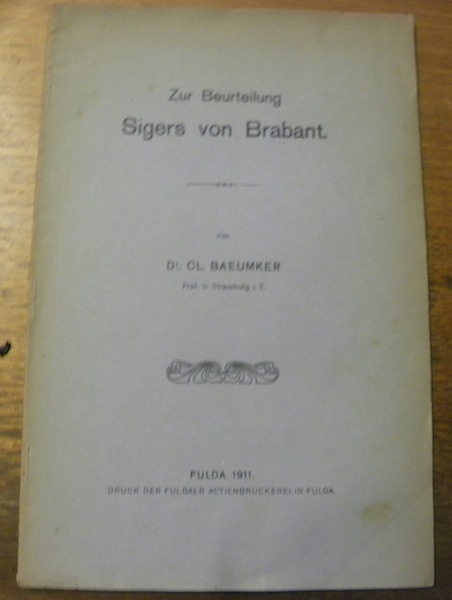 Zur Beurteilung
Sigers von Brabant.
von
Dr. CL. BAEUMKER
Prof. in Strassburg i. E.
FULDA 1911.
DRUCK DER FULDAER ACTIENDRUCKEREI IN FULDA.